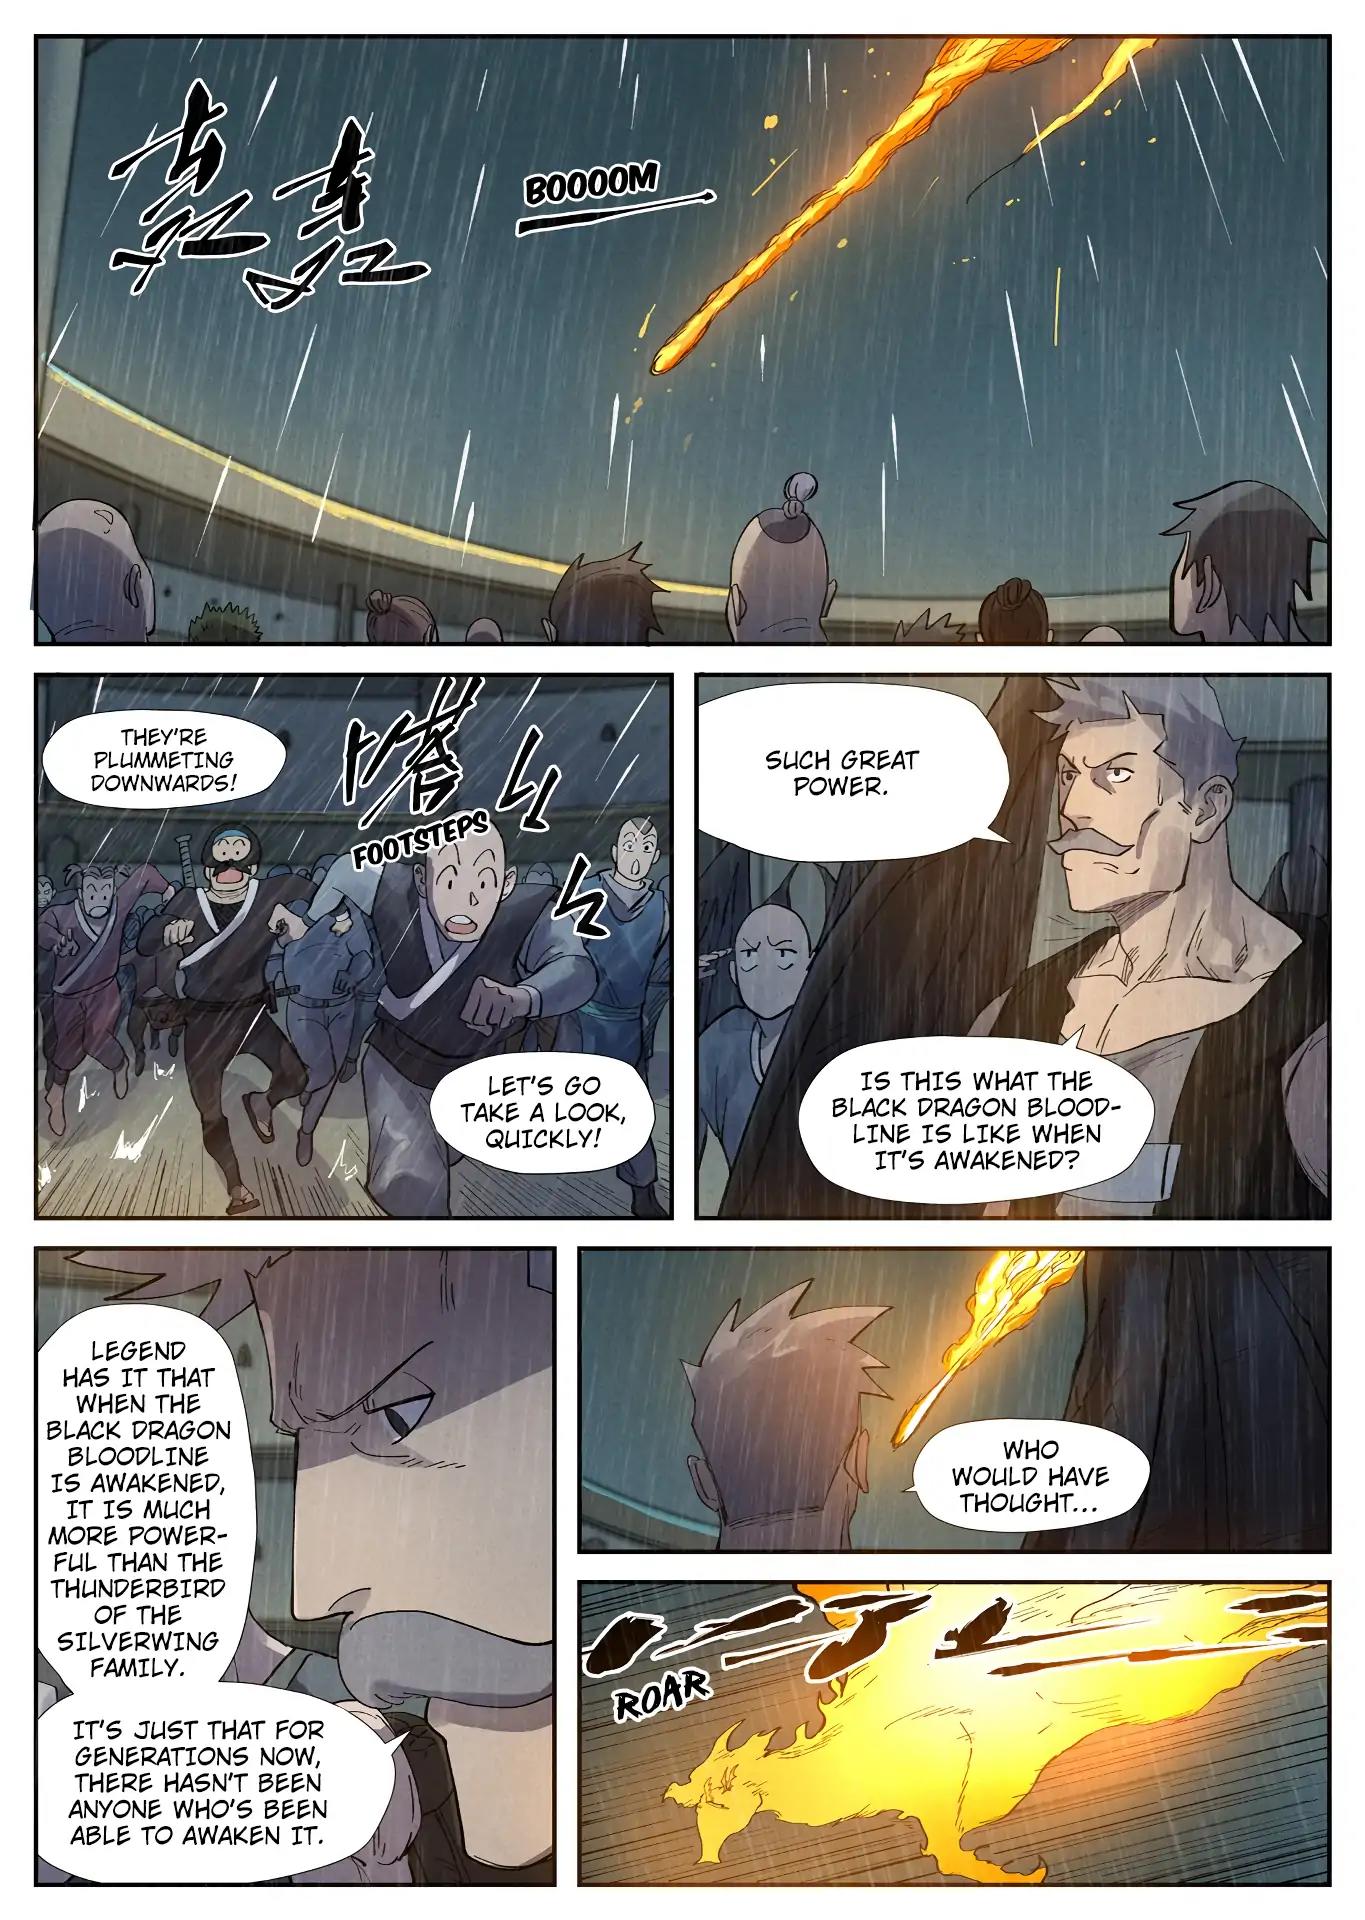 轰轰
BOOOOM
THEY'RE
PLUMMETING
DOWNWARDS!
嗒
FOOTSTEPS
LET'S GO
TAKE A LOOK,
QUICKLY!
SUCH GREAT
POWER.
IS THIS WHAT THE
BLACK DRAGON BLOOD-
LINE IS LIKE WHEN
IT'S AWAKENED?
LEGEND
HAS IT THAT
WHEN THE
BLACK DRAGON
BLOODLINE
IS AWAKENED,
IT IS MUCH
MORE POWER-
FUL THAN THE
THUNDERBIRD
OF THE
SILVERWING
FAMILY.
IT'S JUST THAT FOR
GENERATIONS NOW,
THERE HASN'T BEEN
ANYONE WHO'S BEEN
ABLE TO AWAKEN IT.
WHO
WOULD HAVE
THOUGHT...
ROAR